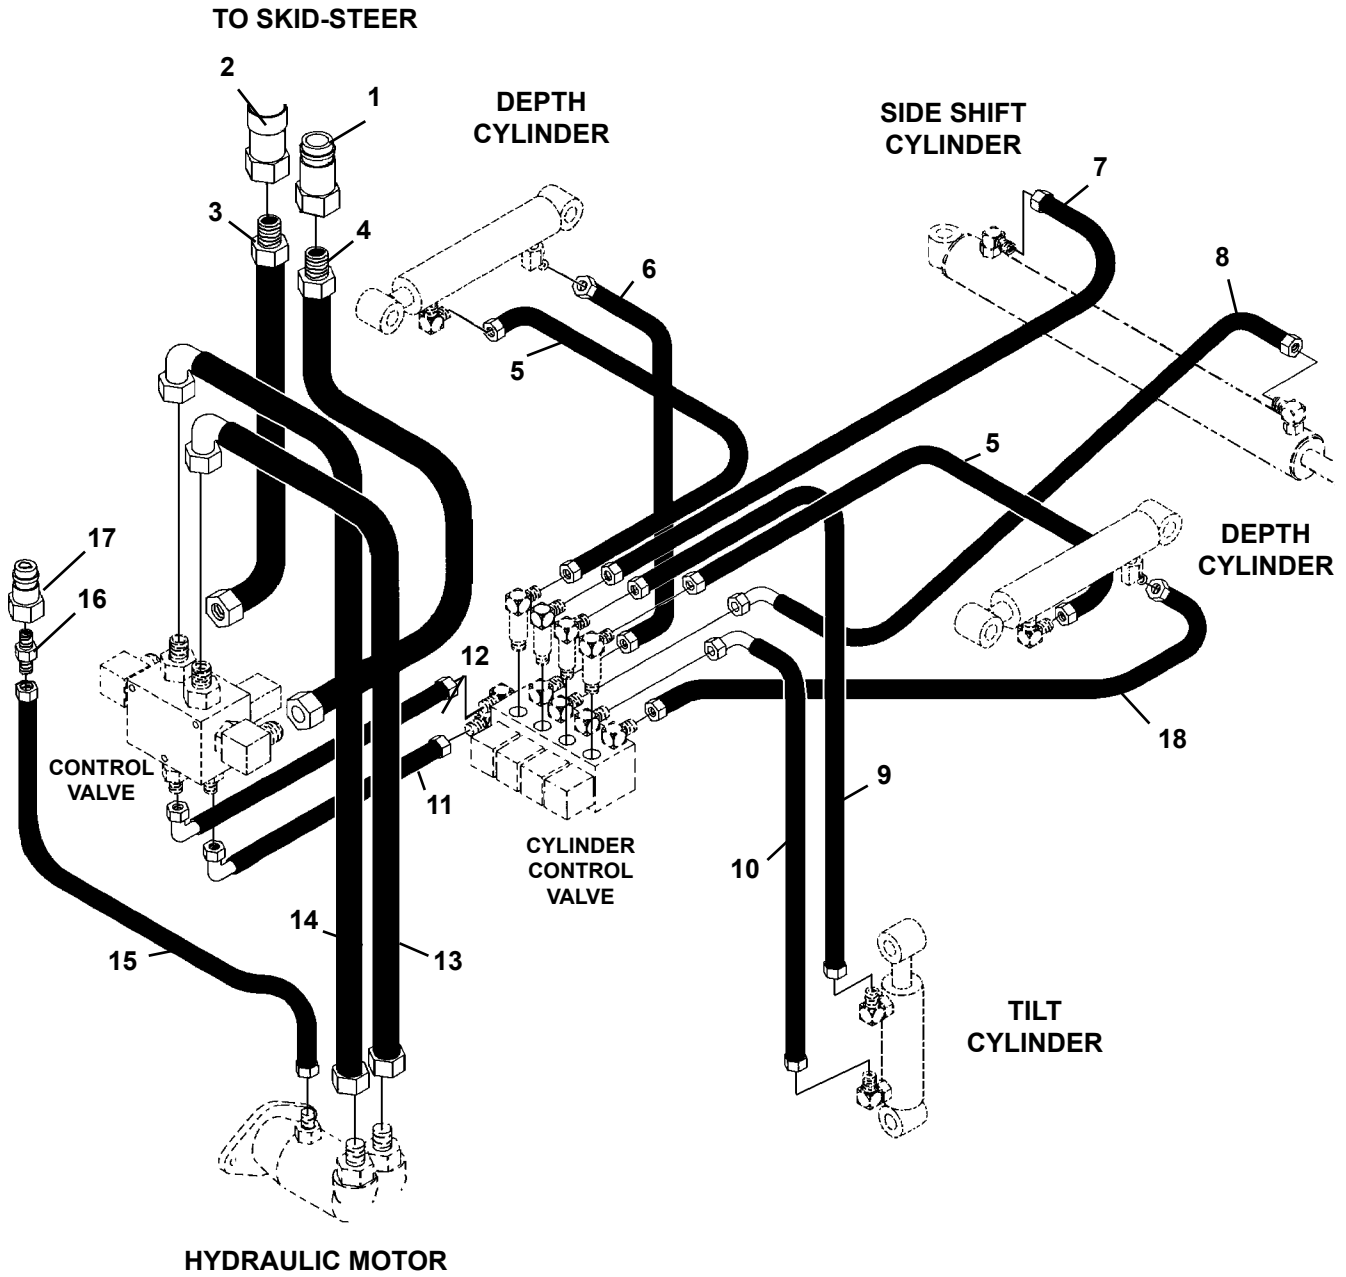 TO SKID-STEER
2
1
DEPTH
CYLINDER
SIDE SHIFT
CYLINDER
7
3
4
6
8
5
5
17
DEPTH
CYLINDER
16
12
18
CONTROL
VALVE
11
9
CYLINDER
CONTROL
VALVE
10
14
15
13
TILT
CYLINDER
HYDRAULIC MOTOR